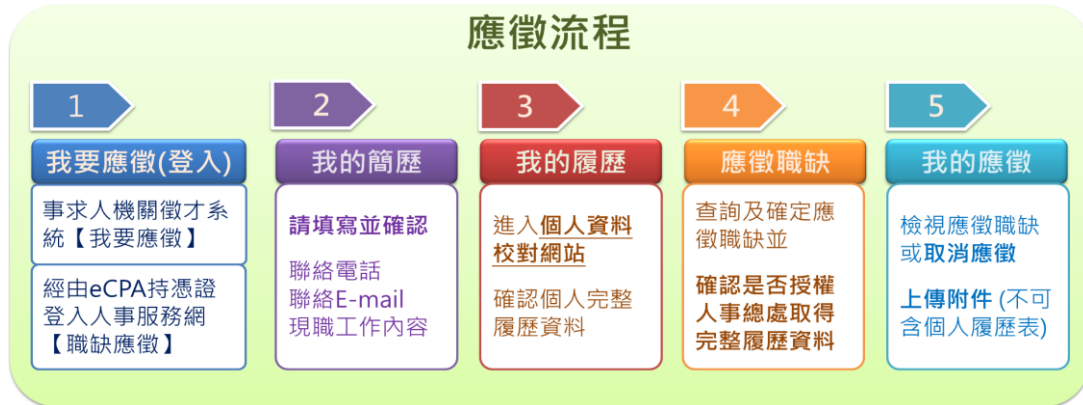 應徵流程
1
我要應徵(登入)
事求人機關徵才系
統【我要應徵】
經由eCPA持憑證
登入人事服務網
【職缺應徵】
2
我的簡歷
請填寫並確認
聯絡電話
聯絡E-mail
現職工作內容
3
我的履歷
進入個人資料
校對網站
確認個人完整
履歷資料
4
應徵職缺
查詢及確定應
徵職缺並
確認是否授權
人事總處取得
完整履歷資料
5
我的應徵
檢視應徵職缺
或取消應徵
上傳附件 (不可
含個人履歷表)